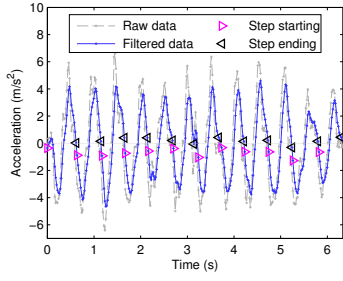 Raw data
Step starting
Filtered data
Step ending
Acceleration (m/s²)
10
8
6
4
2
0
−2
−4
−6
0 1 2 3 4 5 6
Time (s)